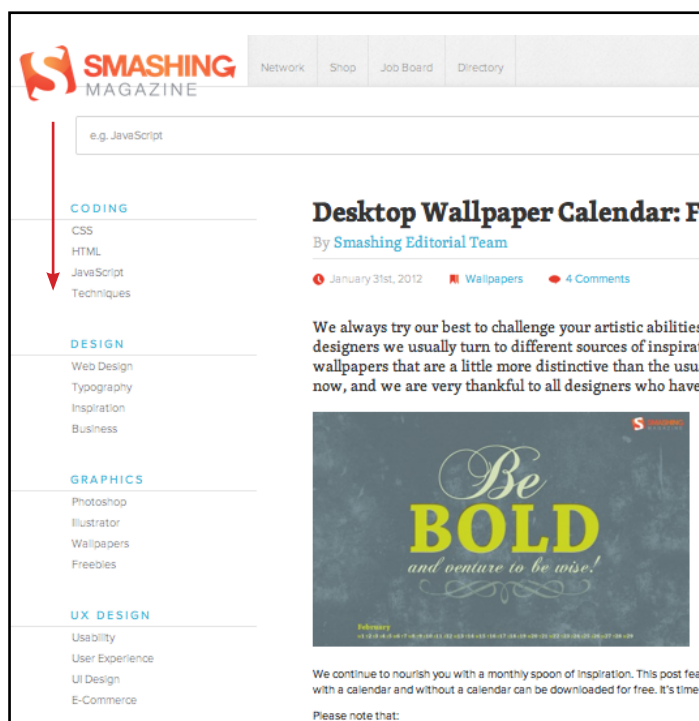 SMASHING
MAGAZINE
Network Shop Job Board Directory
e.g. JavaScript
CODING
CSS
HTML
JavaScript
Techniques
DESIGN
Web Design
Typography
Inspiration
Business
GRAPHICS
Photoshop
Illustrator
Wallpapers
Freebies
UX DESIGN
Usability
User Experience
UI Design
E-Commerce
Desktop Wallpaper Calendar: F
By Smashing Editorial Team
January 31st, 2012 Wallpapers 4 Comments
We always try our best to challenge your artistic abilities
designers we usually turn to different sources of inspirat
wallpapers that are a little more distinctive than the usu
now, and we are very thankful to all designers who have
SMASHING
MAGAZINE
Be
BOLD
and venture to be wise!
February
We continue to nourish you with a monthly spoon of inspiration. This post fea
with a calendar and without a calendar can be downloaded for free. It's time
Please note that: